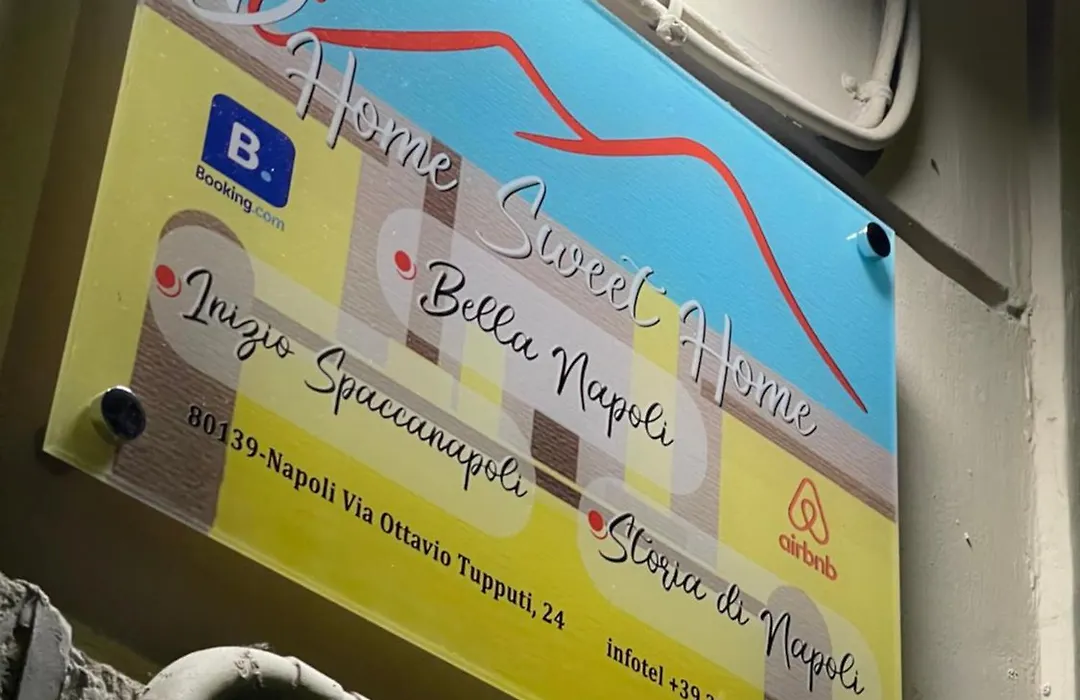 Home Sweet Home
B.
Booking.com
Bella Napoli
Inizio Spaccanapoli
airbnb
Storia di Napoli
80139-Napoli Via Ottavio Tupputi, 24
infotel +39